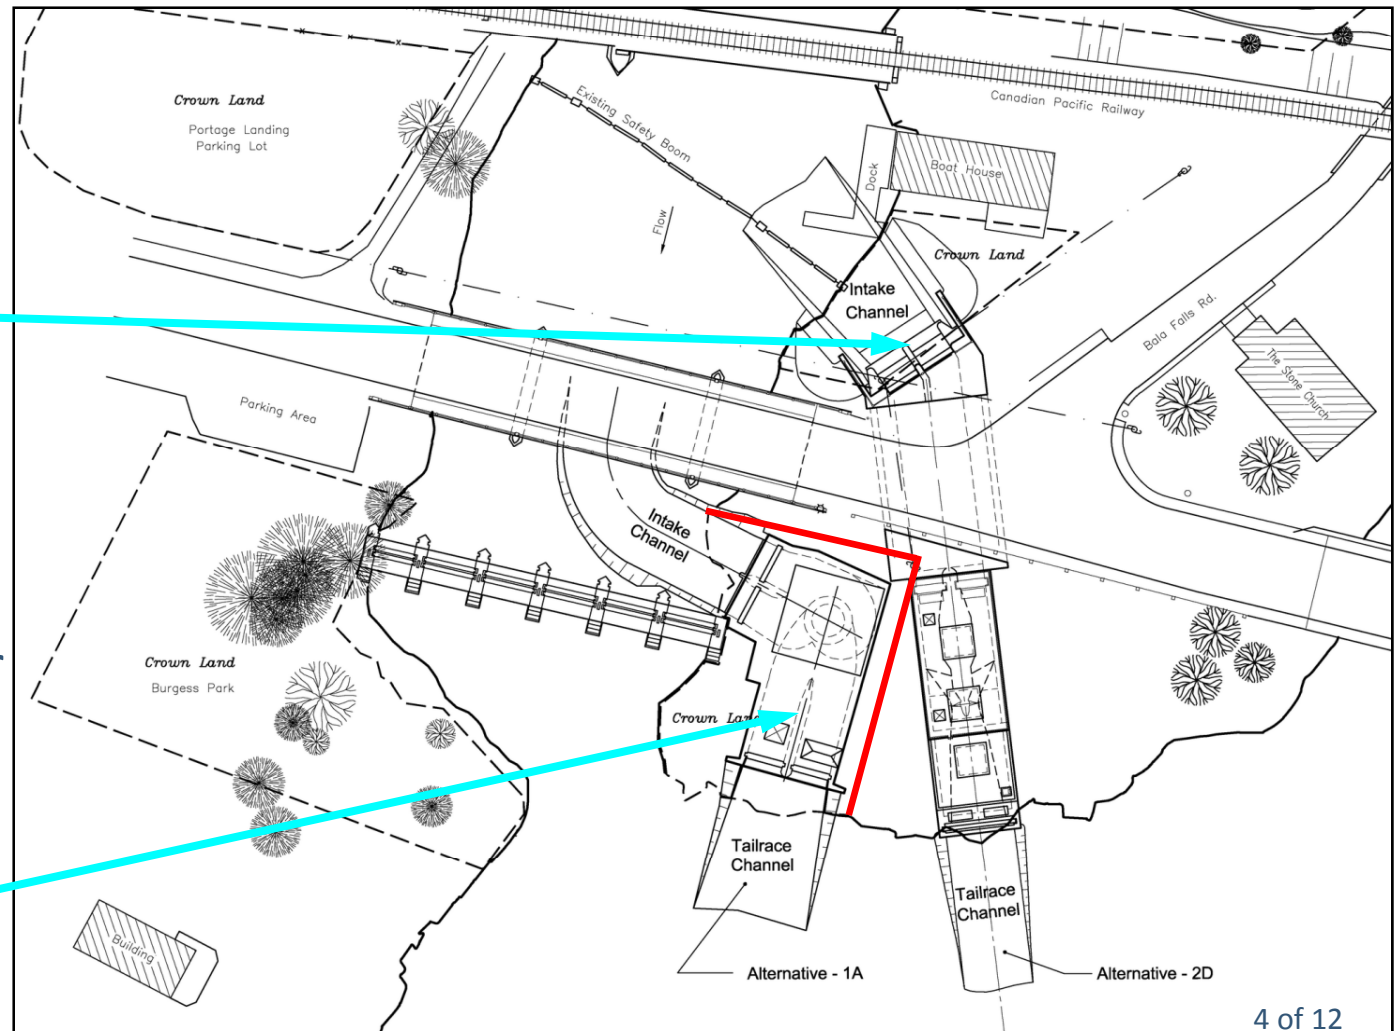 Canadian Pacific Railway
Crown Land
Portage Landing
Parking Lot
Existing Safety Boom
Dock
Boat House
Flow
Crown Land
Intake
Channel
Bala Falls Rd.
The Stone Church
Parking Area
Intake
Channel
Crown Land
Burgess Park
Crown Land
Tailrace
Channel
Tailrace
Channel
Building
Alternative - 1A
Alternative - 2D
4 of 12